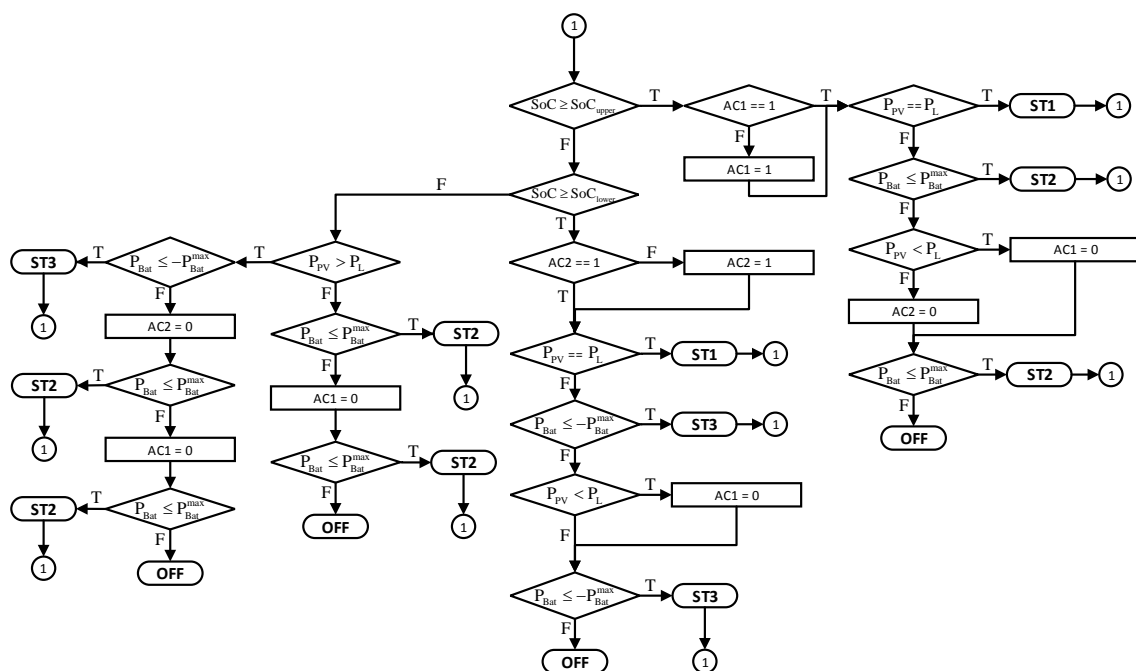 1
SoC ≥ SoC_upper
T
AC1 == 1
T
P_PV == P_L
T
ST1
1
F
F
F
AC1 = 1
P_Bat ≤ P_Bat^max
T
ST2
1
F
SoC ≥ SoC_lower
F
T
P_PV < P_L
T
AC1 = 0
F
AC2 = 0
P_Bat ≤ P_Bat^max
T
ST2
1
F
OFF
AC2 == 1
F
AC2 = 1
T
P_PV == P_L
T
ST1
1
F
P_Bat ≤ −P_Bat^max
T
ST3
1
F
P_PV < P_L
T
AC1 = 0
F
P_Bat ≤ −P_Bat^max
T
ST3
1
F
OFF
P_PV > P_L
T
F
P_Bat ≤ P_Bat^max
T
ST2
1
F
AC1 = 0
P_Bat ≤ P_Bat^max
T
ST2
1
F
OFF
P_Bat ≤ −P_Bat^max
T
ST3
1
F
AC2 = 0
P_Bat ≤ P_Bat^max
T
ST2
1
F
AC1 = 0
P_Bat ≤ P_Bat^max
T
ST2
1
F
OFF